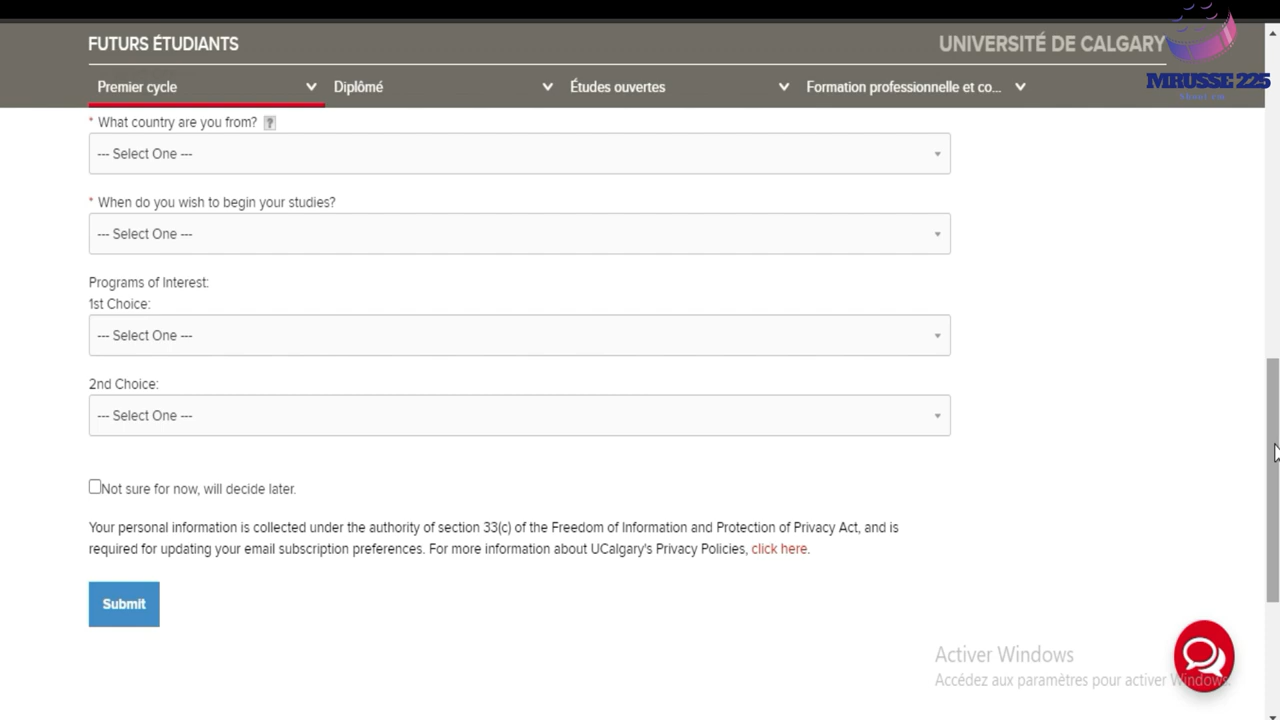 FUTURS ÉTUDIANTS
UNIVERSITÉ DE CALGARY
MRUSSE 225
Premier cycle
Diplômé
Études ouvertes
Formation professionnelle et co...
* What country are you from? ?
--- Select One ---
* When do you wish to begin your studies?
--- Select One ---
Programs of Interest:
1st Choice:
--- Select One ---
2nd Choice:
--- Select One ---
Not sure for now, will decide later.
Your personal information is collected under the authority of section 33(c) of the Freedom of Information and Protection of Privacy Act, and is
required for updating your email subscription preferences. For more information about UCalgary's Privacy Policies, click here.
Submit
Activer Windows
Accédez aux paramètres pour activer Windows.